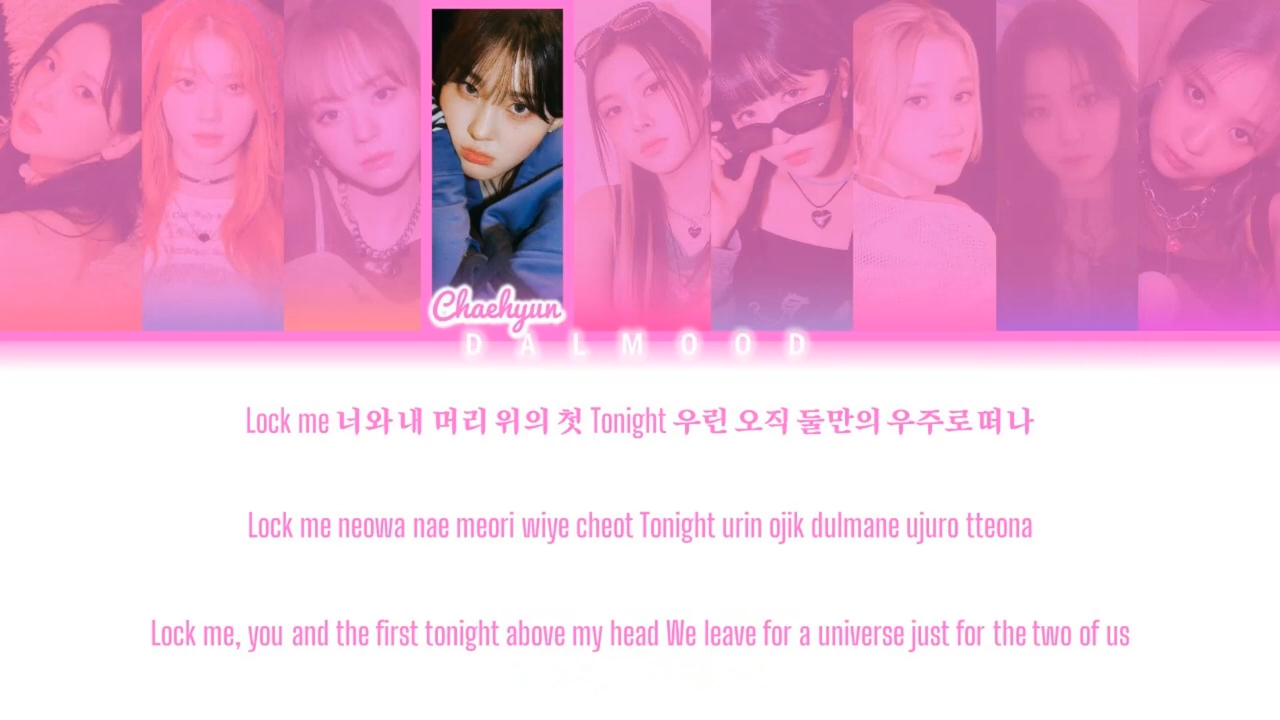 Chaehyun
DALMOOD
Lock me 너와 내 머리 위의 첫 Tonight 우린 오직 둘만의 우주로 떠나
Lock me neowa nae meori wiye cheot Tonight urin ojik dulmane ujuro tteona
Lock me, you and the first tonight above my head We leave for a universe just for the two of us